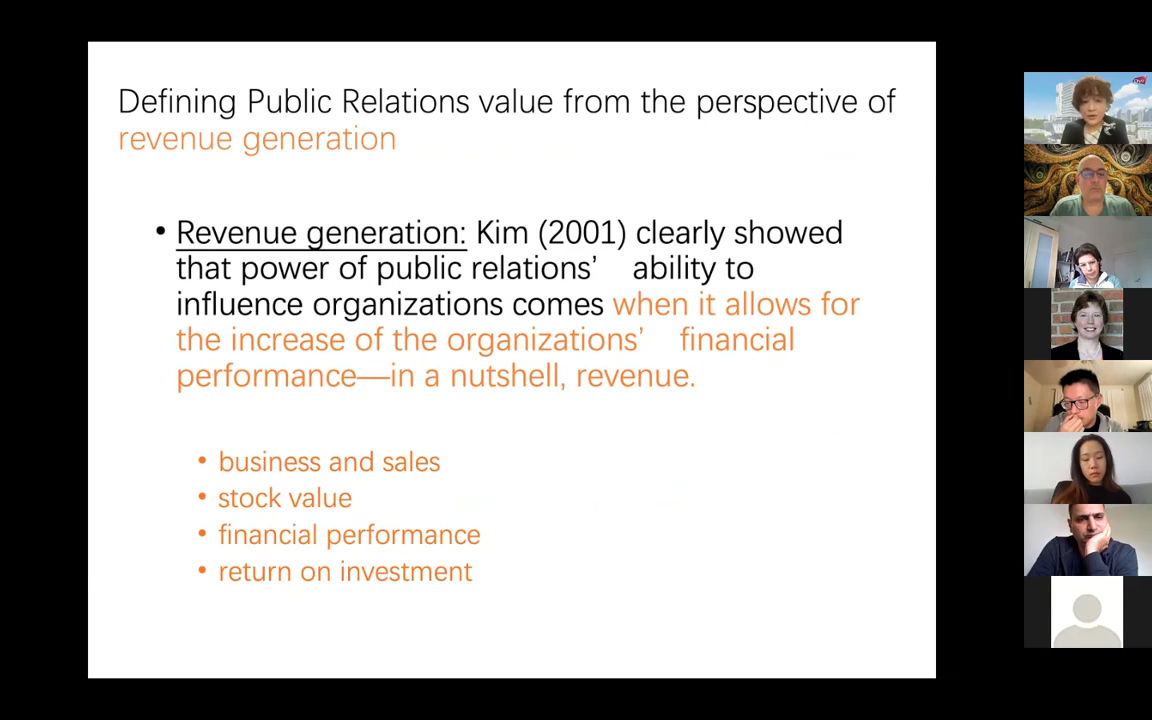 Defining Public Relations value from the perspective of
revenue generation
• Revenue generation: Kim (2001) clearly showed
that power of public relations’ ability to
influence organizations comes when it allows for
the increase of the organizations’ financial
performance—in a nutshell, revenue.
• business and sales
• stock value
• financial performance
• return on investment